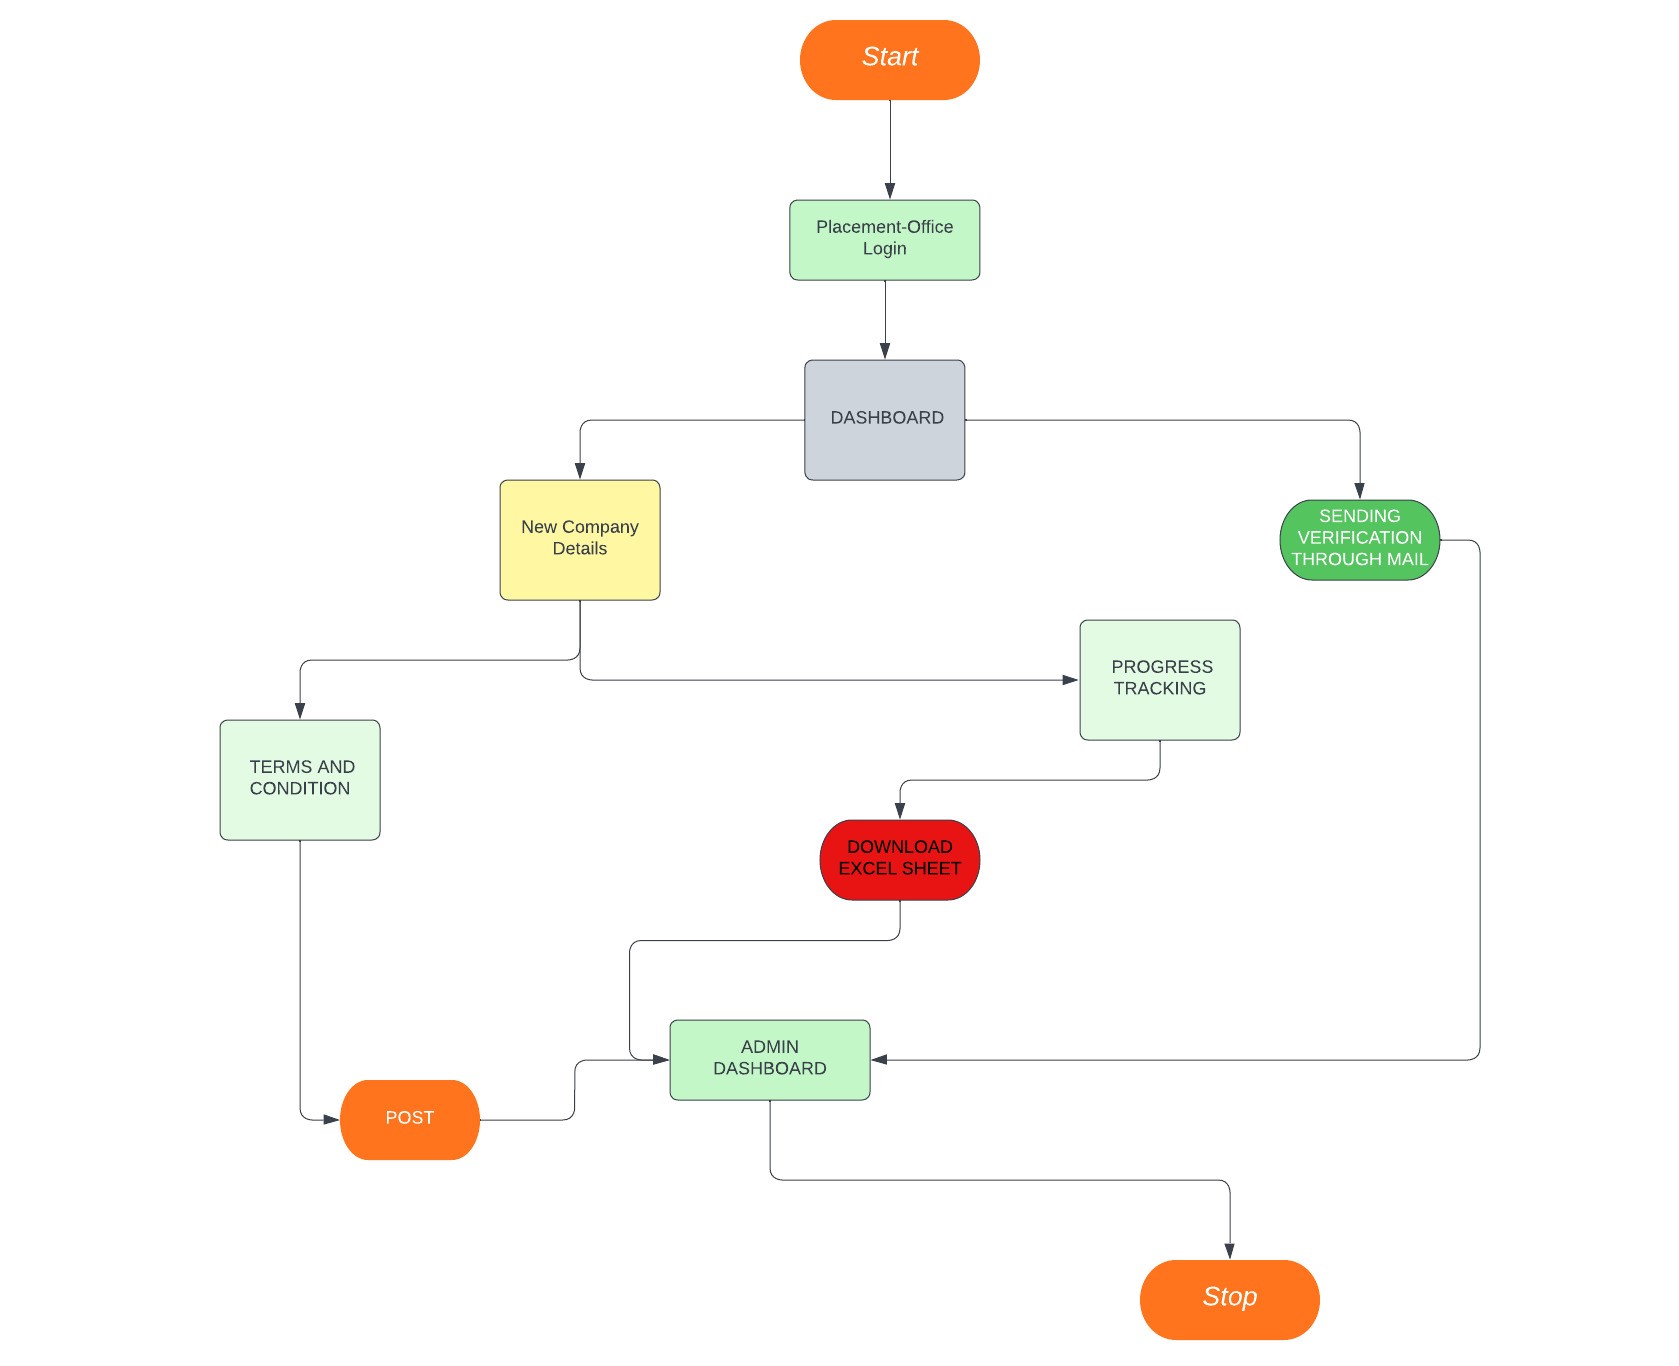 Start
Placement-Office
Login
DASHBOARD
New Company
Details
SENDING
VERIFICATION
THROUGH MAIL
PROGRESS
TRACKING
TERMS AND
CONDITION
DOWNLOAD
EXCEL SHEET
ADMIN
DASHBOARD
POST
Stop